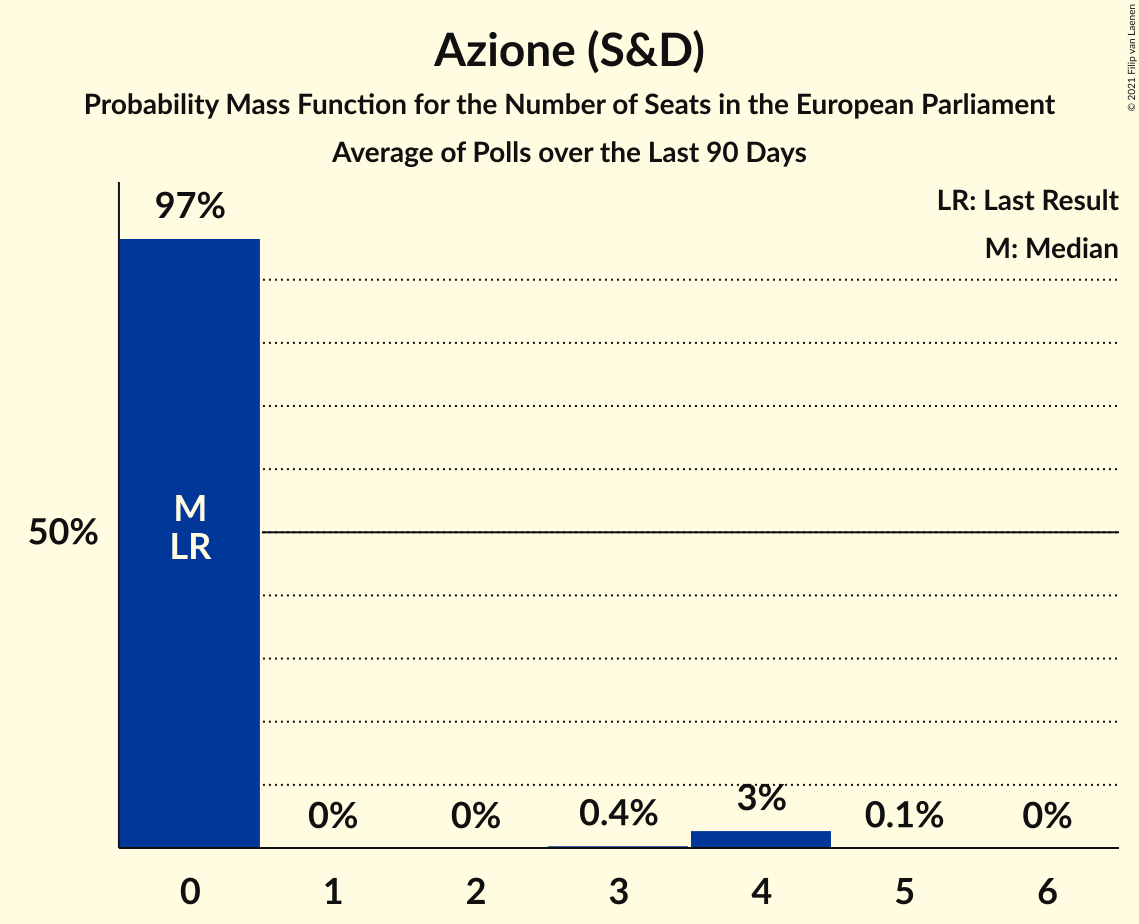 Azione (S&D)
Probability Mass Function for the Number of Seats in the European Parliament
Average of Polls over the Last 90 Days
© 2021 Filip van Laenen
LR: Last Result
M: Median
97%
M
LR
50%
0%
0%
0.4%
3%
0.1%
0%
0
1
2
3
4
5
6